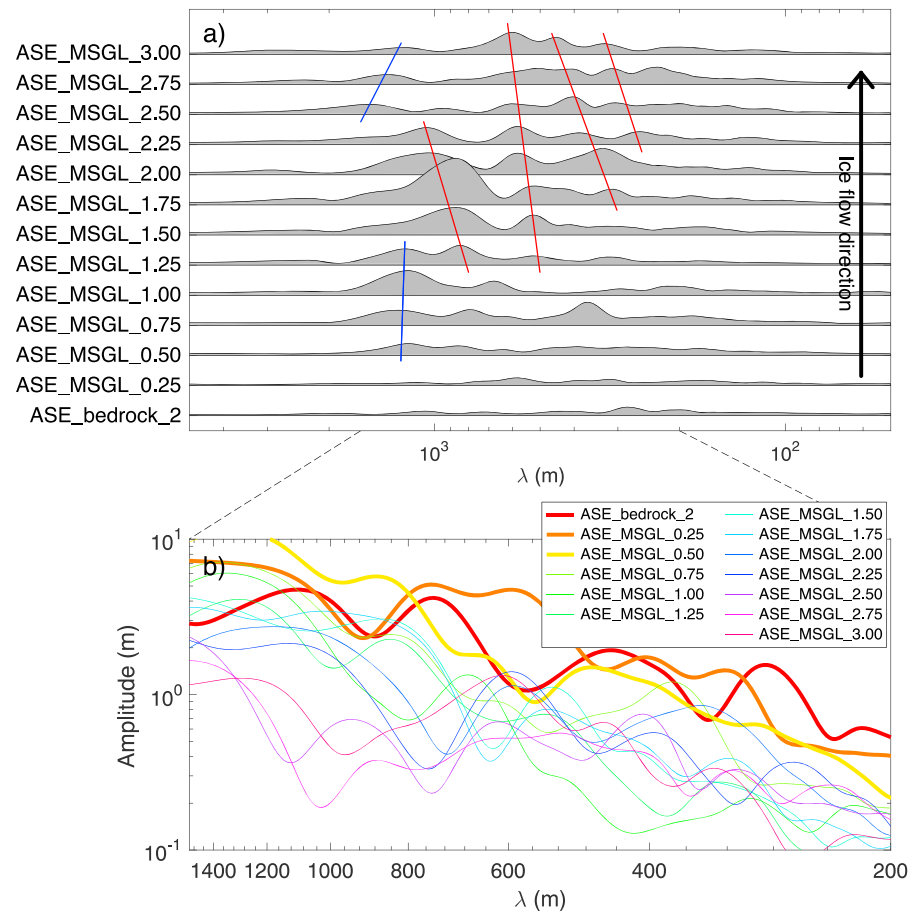 a)
ASE_MSGL_3.00
ASE_MSGL_2.75
ASE_MSGL_2.50
ASE_MSGL_2.25
ASE_MSGL_2.00
ASE_MSGL_1.75
ASE_MSGL_1.50
ASE_MSGL_1.25
ASE_MSGL_1.00
ASE_MSGL_0.75
ASE_MSGL_0.50
ASE_MSGL_0.25
ASE_bedrock_2
Ice flow direction
10³ 10²
λ (m)
b)
ASE_bedrock_2
ASE_MSGL_0.25
ASE_MSGL_0.50
ASE_MSGL_0.75
ASE_MSGL_1.00
ASE_MSGL_1.25
ASE_MSGL_1.50
ASE_MSGL_1.75
ASE_MSGL_2.00
ASE_MSGL_2.25
ASE_MSGL_2.50
ASE_MSGL_2.75
ASE_MSGL_3.00
10¹
10⁰
10⁻¹
Amplitude (m)
1400 1200 1000 800 600 400 200
λ (m)